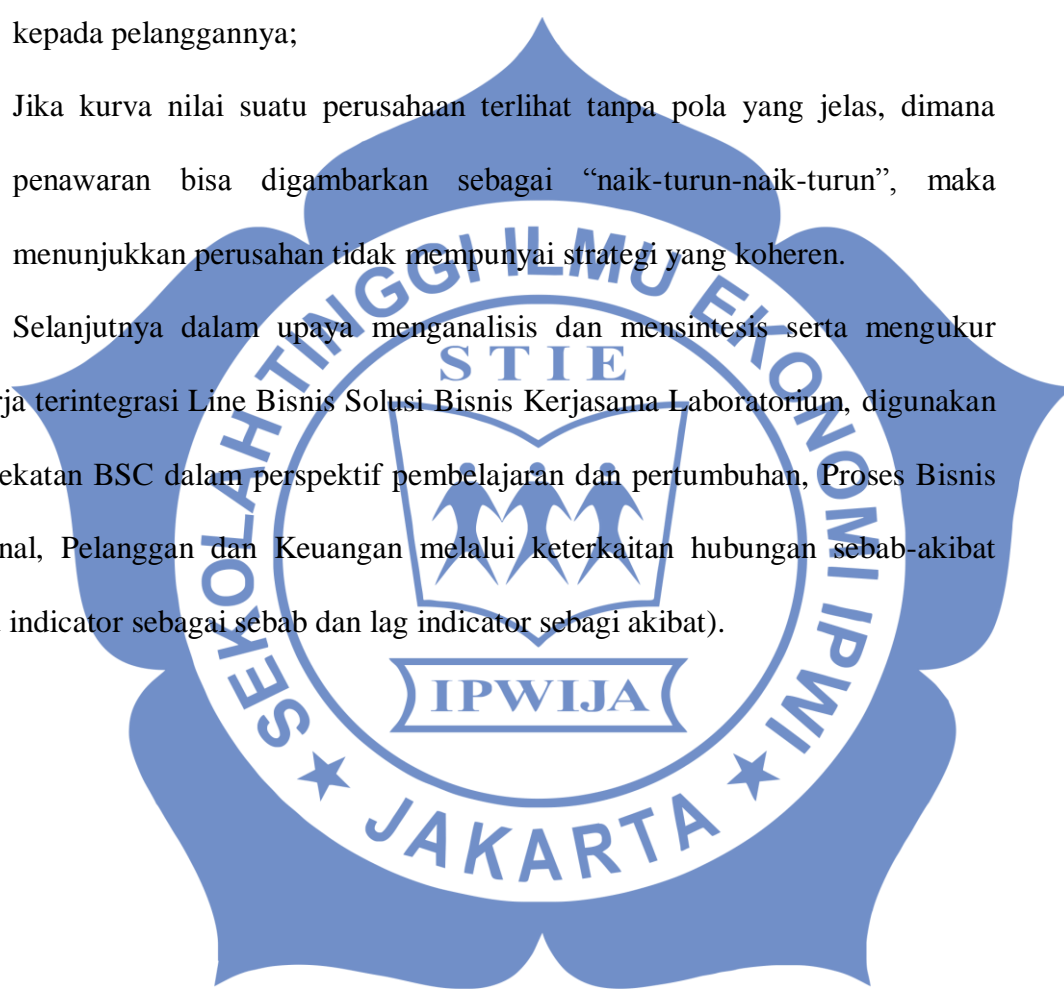 kepada pelanggannya;
Jika kurva nilai suatu perusahaan terlihat tanpa pola yang jelas, dimana
penawaran bisa digambarkan sebagai “naik-turun-naik-turun”, maka
menunjukkan perusahan tidak mempunyai strategi yang koheren.
Selanjutnya dalam upaya menganalisis dan mensintesis serta mengukur
rja terintegrasi Line Bisnis Solusi Bisnis Kerjasama Laboratorium, digunakan
ekatan BSC dalam perspektif pembelajaran dan pertumbuhan, Proses Bisnis
nal, Pelanggan dan Keuangan melalui keterkaitan hubungan sebab-akibat
indicator sebagai sebab dan lag indicator sebagi akibat).
SEKOLAH TINGGI ILMU EKONOMI IPWI
STIE
IPWIJA
★ JAKARTA ★